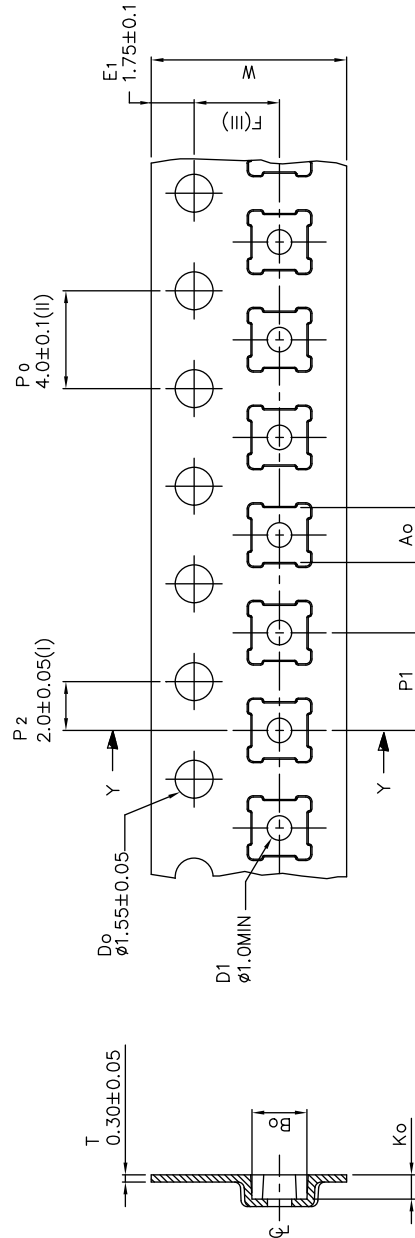 T
0.30±0.05
Bo
Ko
℄
Do
ø1.55±0.05
D1
ø1.0MIN
Y
Y
P2
2.0±0.05(I)
Po
4.0±0.1(II)
E1
1.75±0.1
F(III)
W
P1
Ao